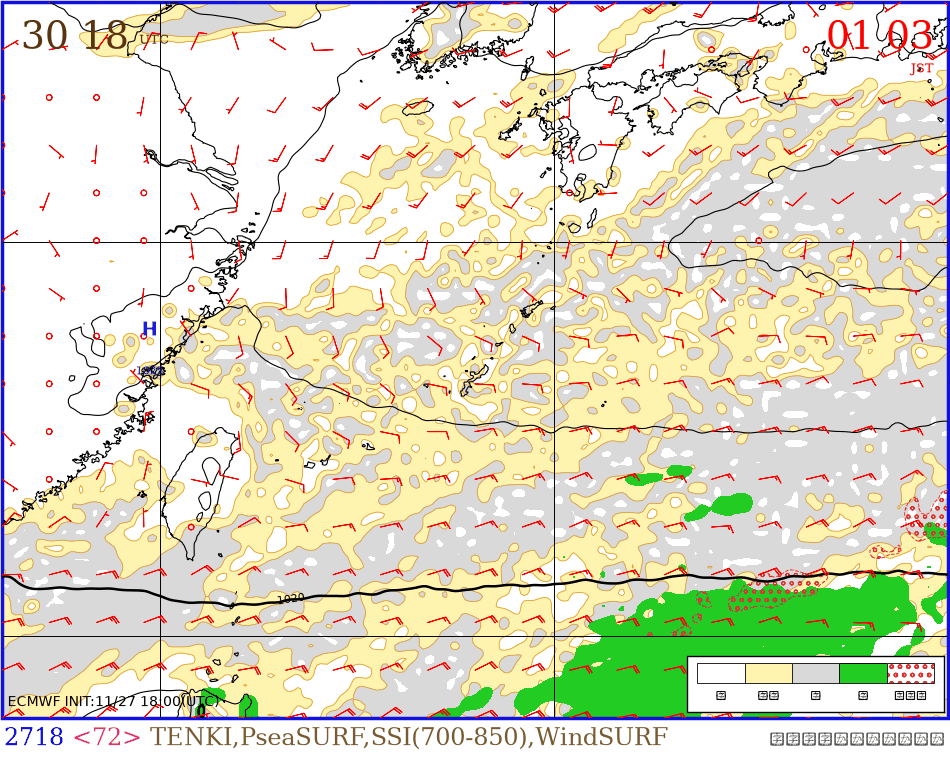 30 18 UTC
01 03
JST
H
1020
ECMWF INIT:11/27 18:00(UTC)
2718 <72> TENKI,PseaSURF,SSI(700-850),WindSURF